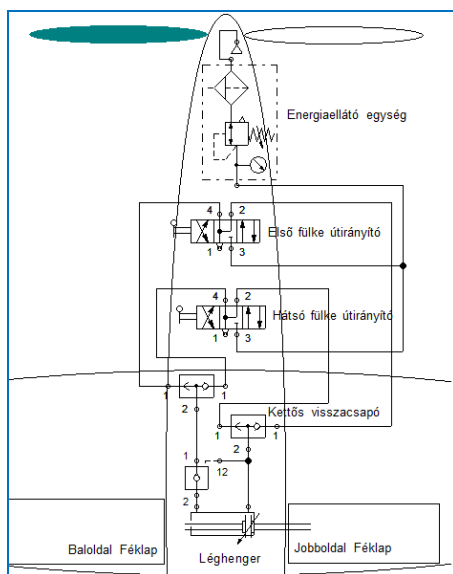 Energiaellátó egység
4 2
Első fülke útirányító
1 3
4 2
Hátsó fülke útirányító
1 3
1 1
2
Kettős visszacsapó
1 1
2
1
12
2
Baloldal Féklap
Léghenger
Jobboldal Féklap